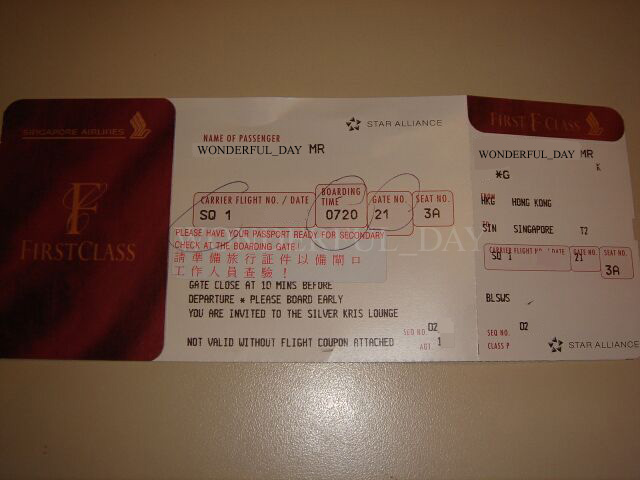 SINGAPORE AIRLINES
F
FIRSTCLASS
STAR ALLIANCE
NAME OF PASSENGER
WONDERFUL_DAY MR
CARRIER FLIGHT NO. / DATE BOARDING TIME GATE NO. SEAT NO.
SQ 1 0720 21 3A
PLEASE HAVE YOUR PASSPORT READY FOR SECONDARY
CHECK AT THE BOARDING GATE !
請準備旅行証件以備閘口
工作人員查驗！
WONDERFUL_DAY
GATE CLOSE AT 10 MINS BEFORE
DEPARTURE * PLEASE BOARD EARLY
YOU ARE INVITED TO THE SILVER KRIS LOUNGE
SEQ NO. 02
NOT VALID WITHOUT FLIGHT COUPON ATTACHED 1
FIRST F CLASS
WONDERFUL_DAY MR
*G
FROM
HKG HONG KONG
TO
SIN SINGAPORE T2
CARRIER FLIGHT NO. / DATE GATE NO. SEAT NO.
SQ 1 21 3A
BLSWS
SEQ NO. 02
CLASS P
STAR ALLIANCE